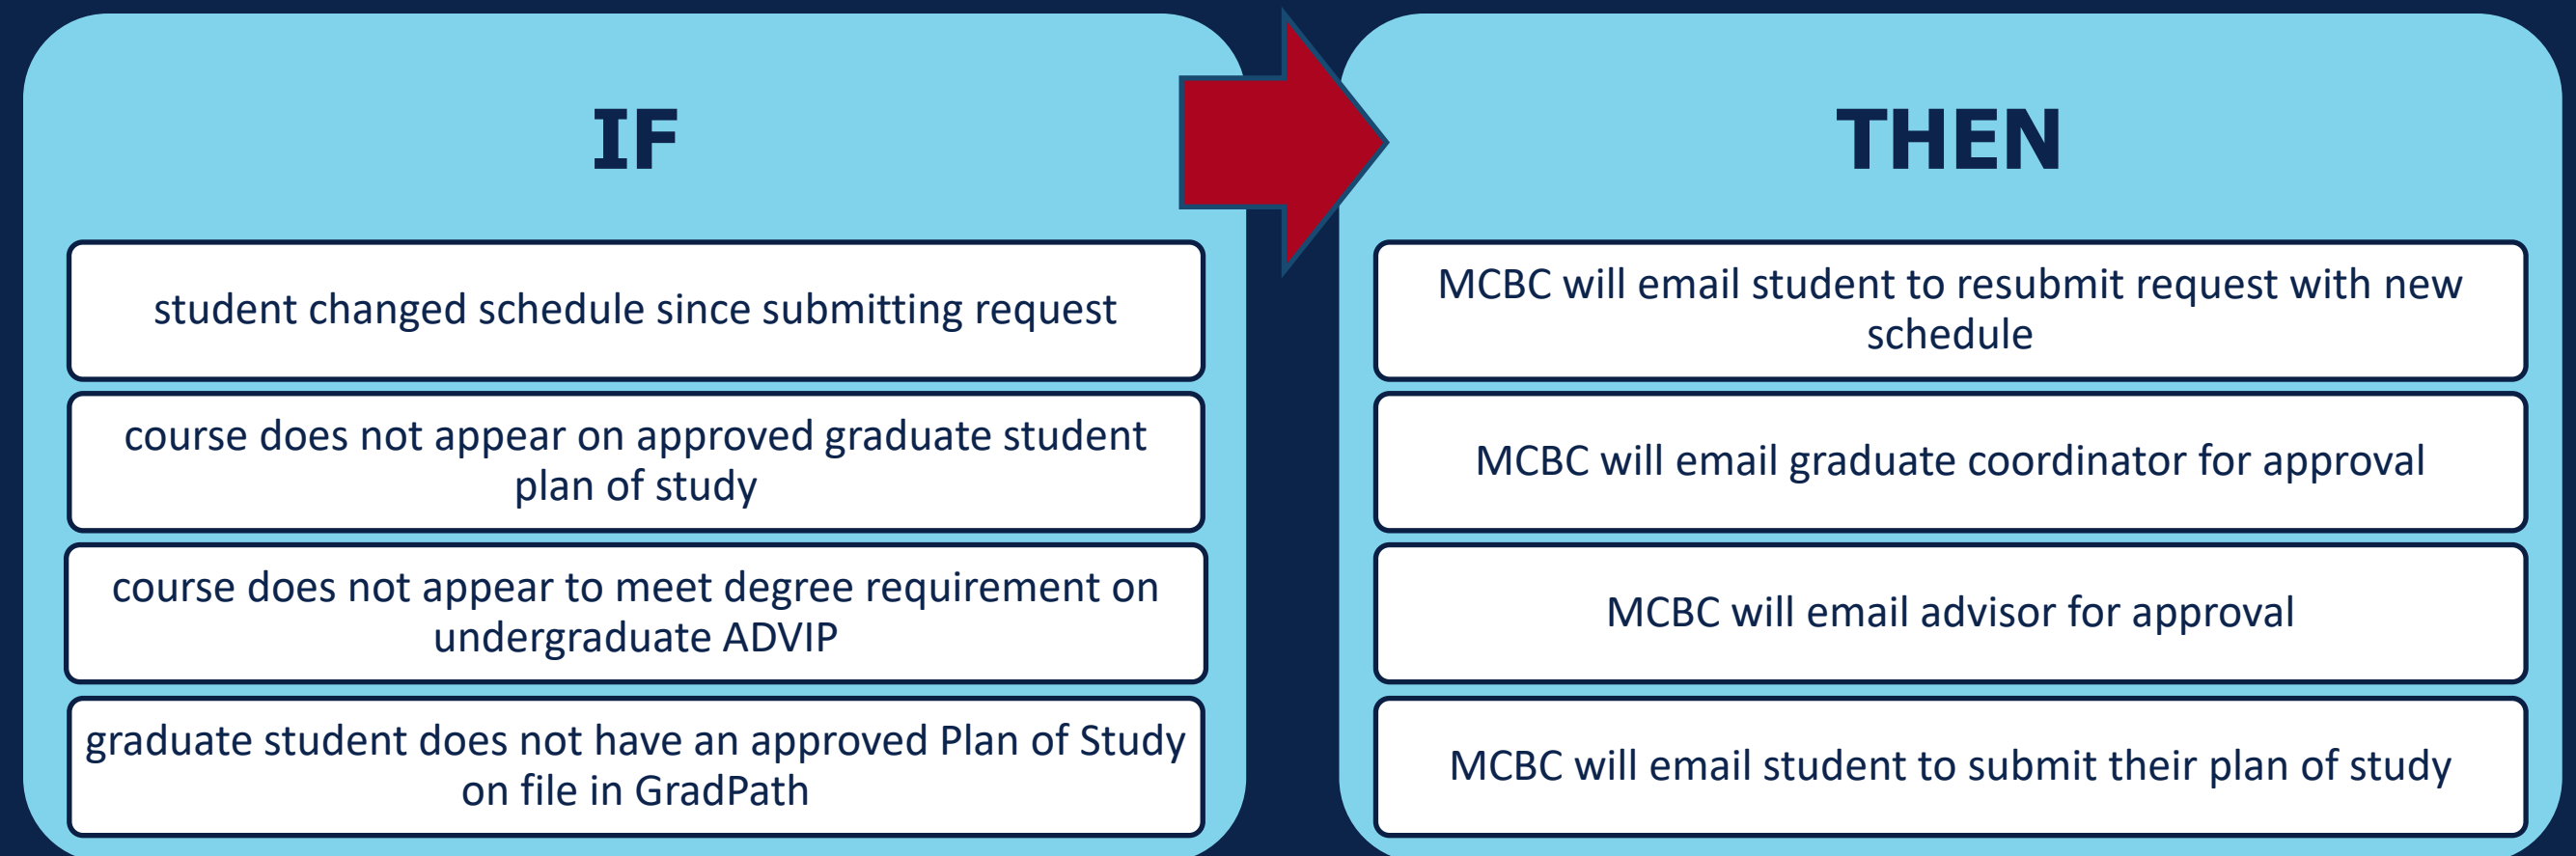 IF
student changed schedule since submitting request
course does not appear on approved graduate student
plan of study
course does not appear to meet degree requirement on
undergraduate ADVIP
graduate student does not have an approved Plan of Study
on file in GradPath
THEN
MCBC will email student to resubmit request with new
schedule
MCBC will email graduate coordinator for approval
MCBC will email advisor for approval
MCBC will email student to submit their plan of study